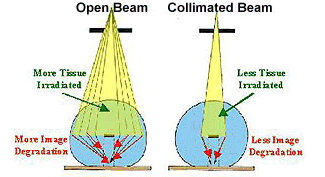 Open Beam
Collimated Beam
More Tissue
Irradiated
Less Tissue
Irradiated
More Image
Degradation
Less Image
Degradation